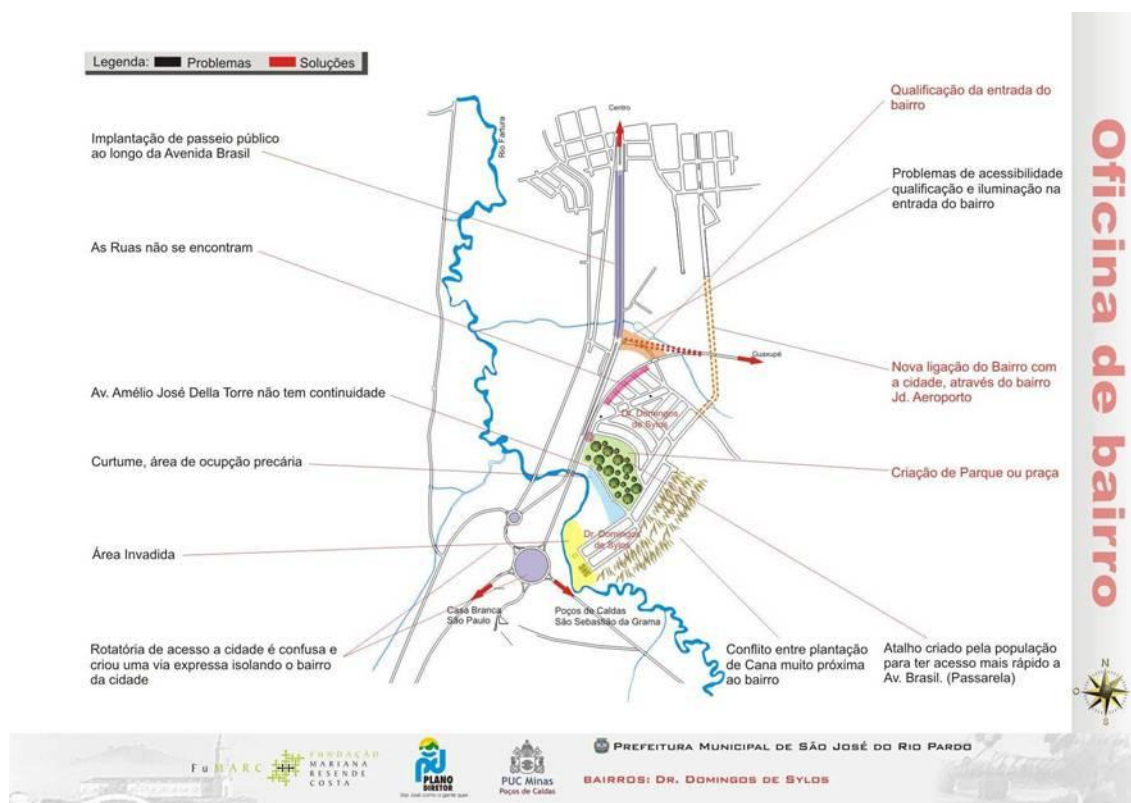 Legenda: Problemas Soluções
Centro
Rio Fartura
Qualificação da entrada do
bairro
Implantação de passeio público
ao longo da Avenida Brasil
Problemas de acessibilidade
qualificação e iluminação na
entrada do bairro
As Ruas não se encontram
Guaxupé
Nova ligação do Bairro com
a cidade, através do bairro
Jd. Aeroporto
Av. Amélio José Della Torre não tem continuidade
Dr. Domingos
de Sylos
Curtume, área de ocupção precária
Criação de Parque ou praça
Área Invadida
Dr. Domingos
de Sylos
Casa Branca
São Paulo
Poços de Caldas
São Sebastião da Grama
Rotatória de acesso a cidade é confusa e
criou uma via expressa isolando o bairro
da cidade
Conflito entre plantação
de Cana muito próxima
ao bairro
Atalho criado pela população
para ter acesso mais rápido a
Av. Brasil. (Passarela)
Oficina de bairro
N
O
S
FUMARC
FUNDAÇÃO
MARIANA
RESENDE
COSTA
PLANO
DIRETOR
São José como a gente quer.
PUC Minas
Poços de Caldas
PREFEITURA MUNICIPAL DE SÃO JOSÉ DO RIO PARDO
BAIRROS: DR. DOMINGOS DE SYLOS